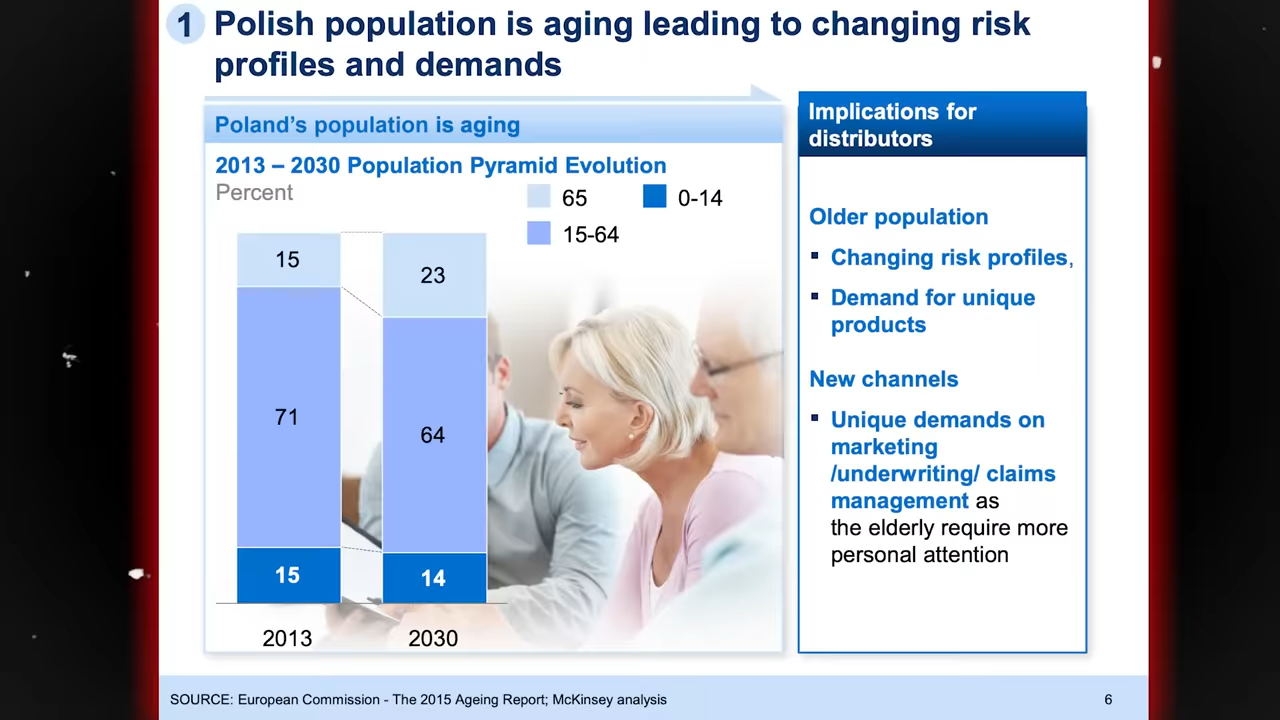 1 Polish population is aging leading to changing risk
profiles and demands
Poland’s population is aging
2013 – 2030 Population Pyramid Evolution
Percent
65
0-14
15-64
15
23
71
64
15
14
2013
2030
Implications for
distributors
Older population
▪ Changing risk profiles,
▪ Demand for unique
products
New channels
▪ Unique demands on
marketing
/underwriting/ claims
management as
the elderly require more
personal attention
SOURCE: European Commission - The 2015 Ageing Report; McKinsey analysis
6